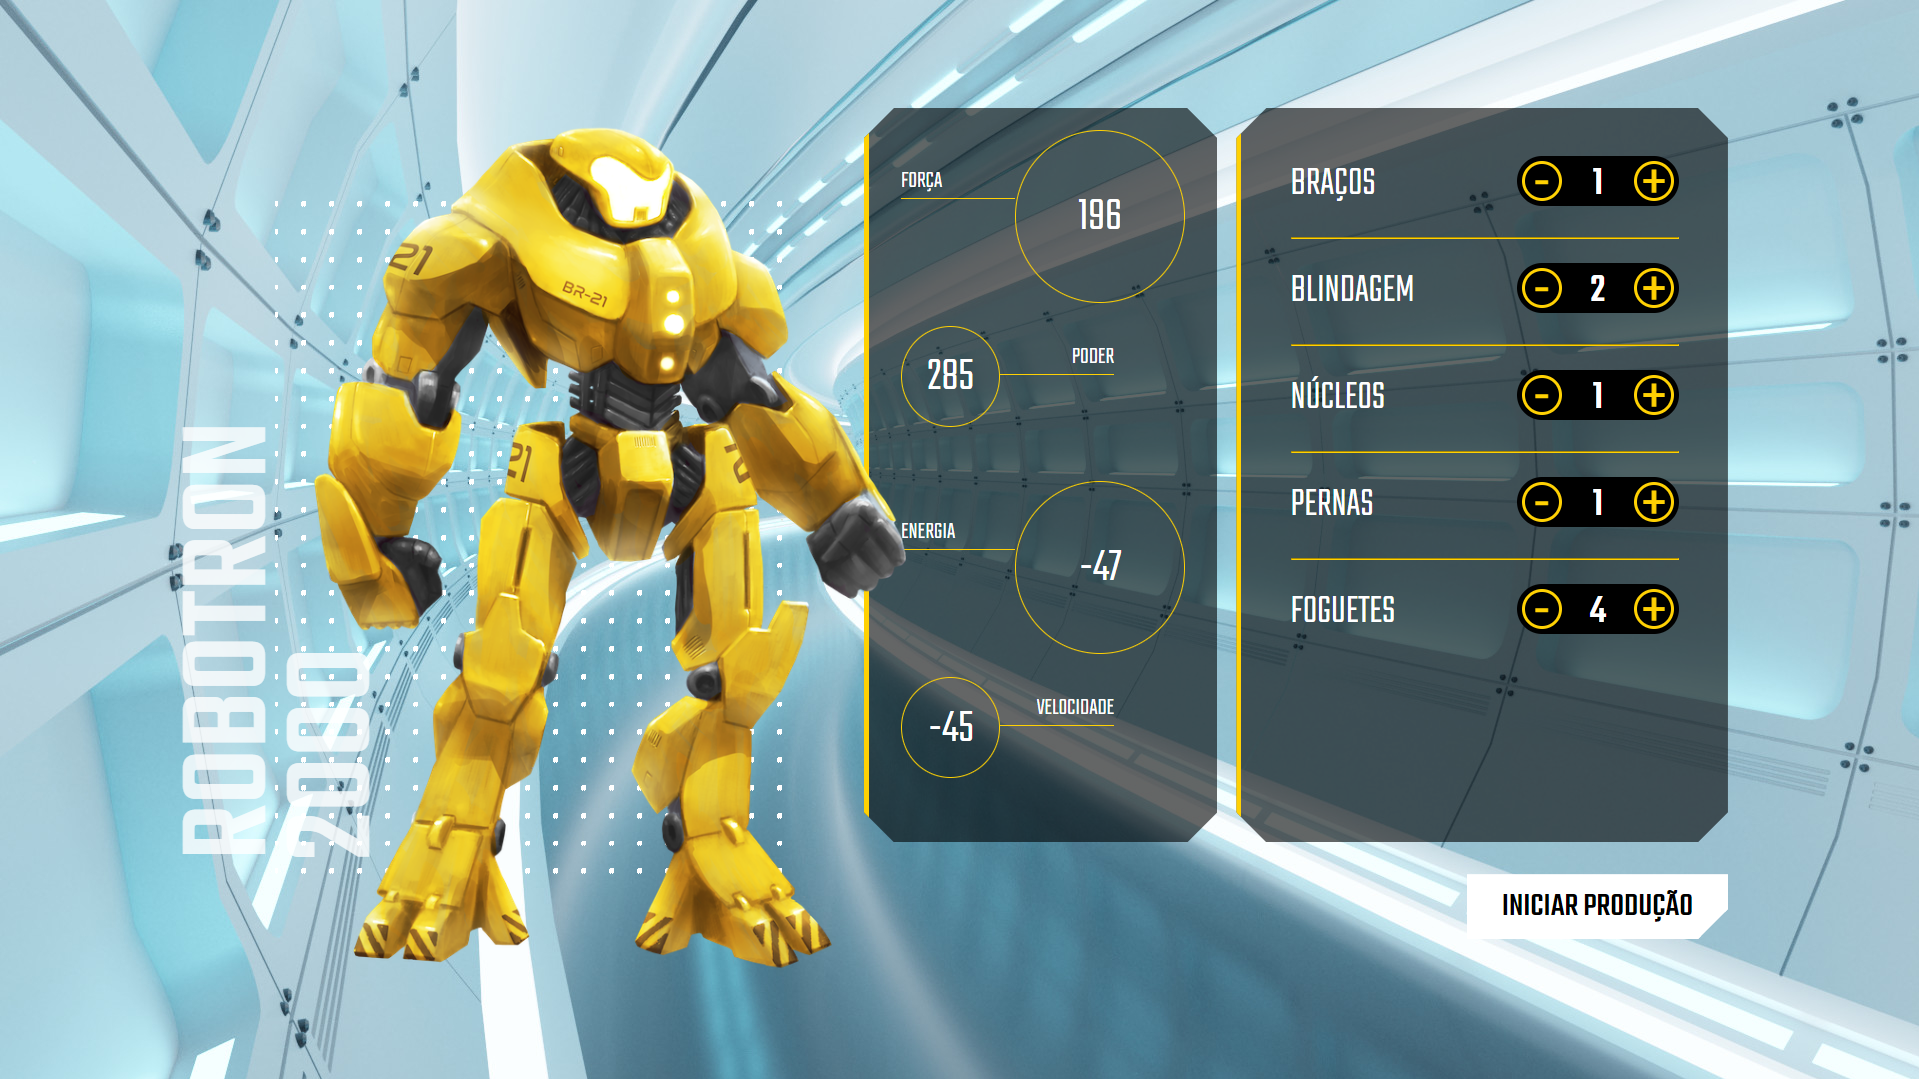 ROBOTRON
2000
21
BR-21
21
FORÇA
196
285
PODER
ENERGIA
-47
-45
VELOCIDADE
BRAÇOS
- 1 +
BLINDAGEM
- 2 +
NÚCLEOS
- 1 +
PERNAS
- 1 +
FOGUETES
- 4 +
INICIAR PRODUÇÃO